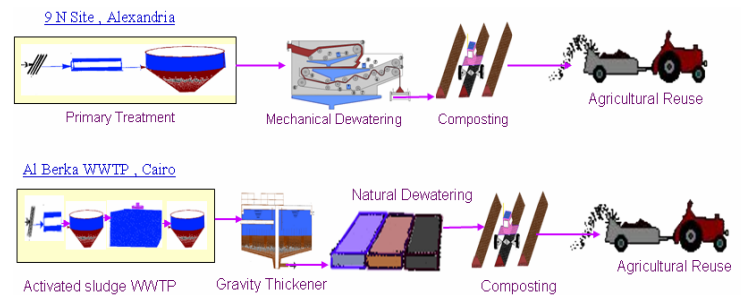 9 N Site , Alexandria
Primary Treatment
Mechanical Dewatering
Composting
Agricultural Reuse
Al Berka WWTP , Cairo
Natural Dewatering
Activated sludge WWTP
Gravity Thickener
Composting
Agricultural Reuse